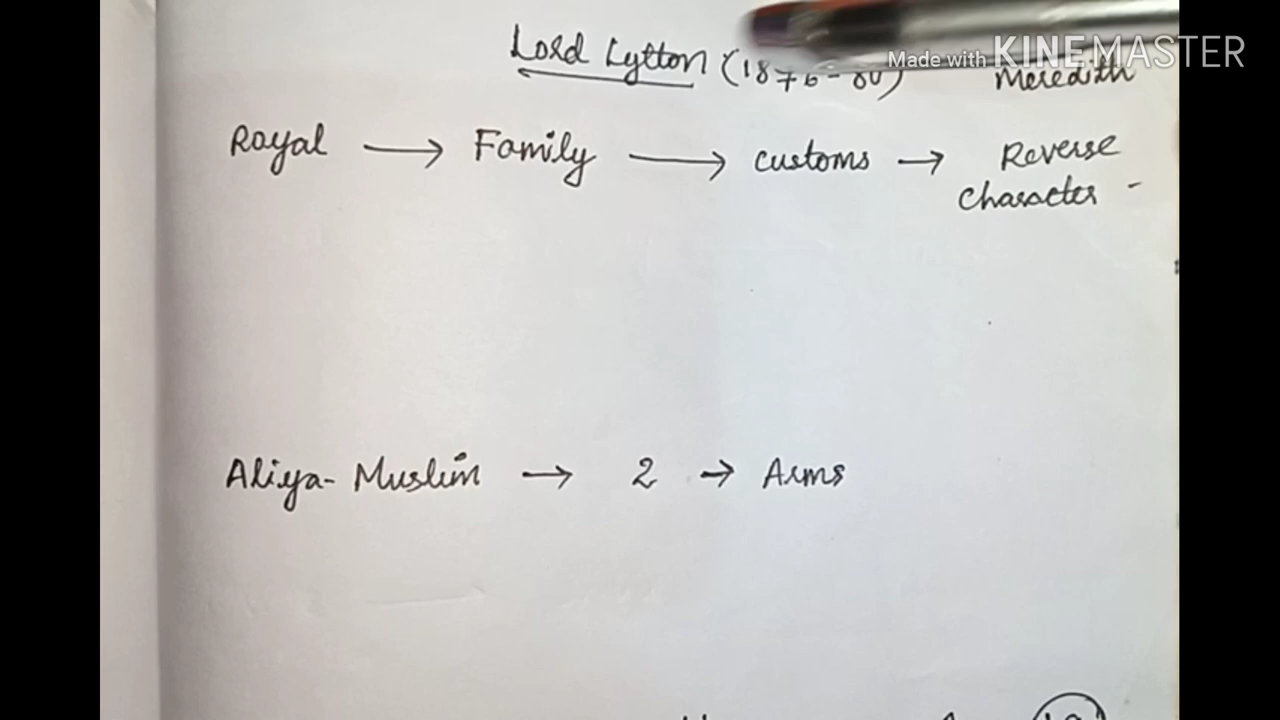 Lord Lytton (1876-80)
Made with KINEMASTER
Meredith
Royal → Family → customs → Reverse
Character -
Aliya- Muslim → 2 → Arms